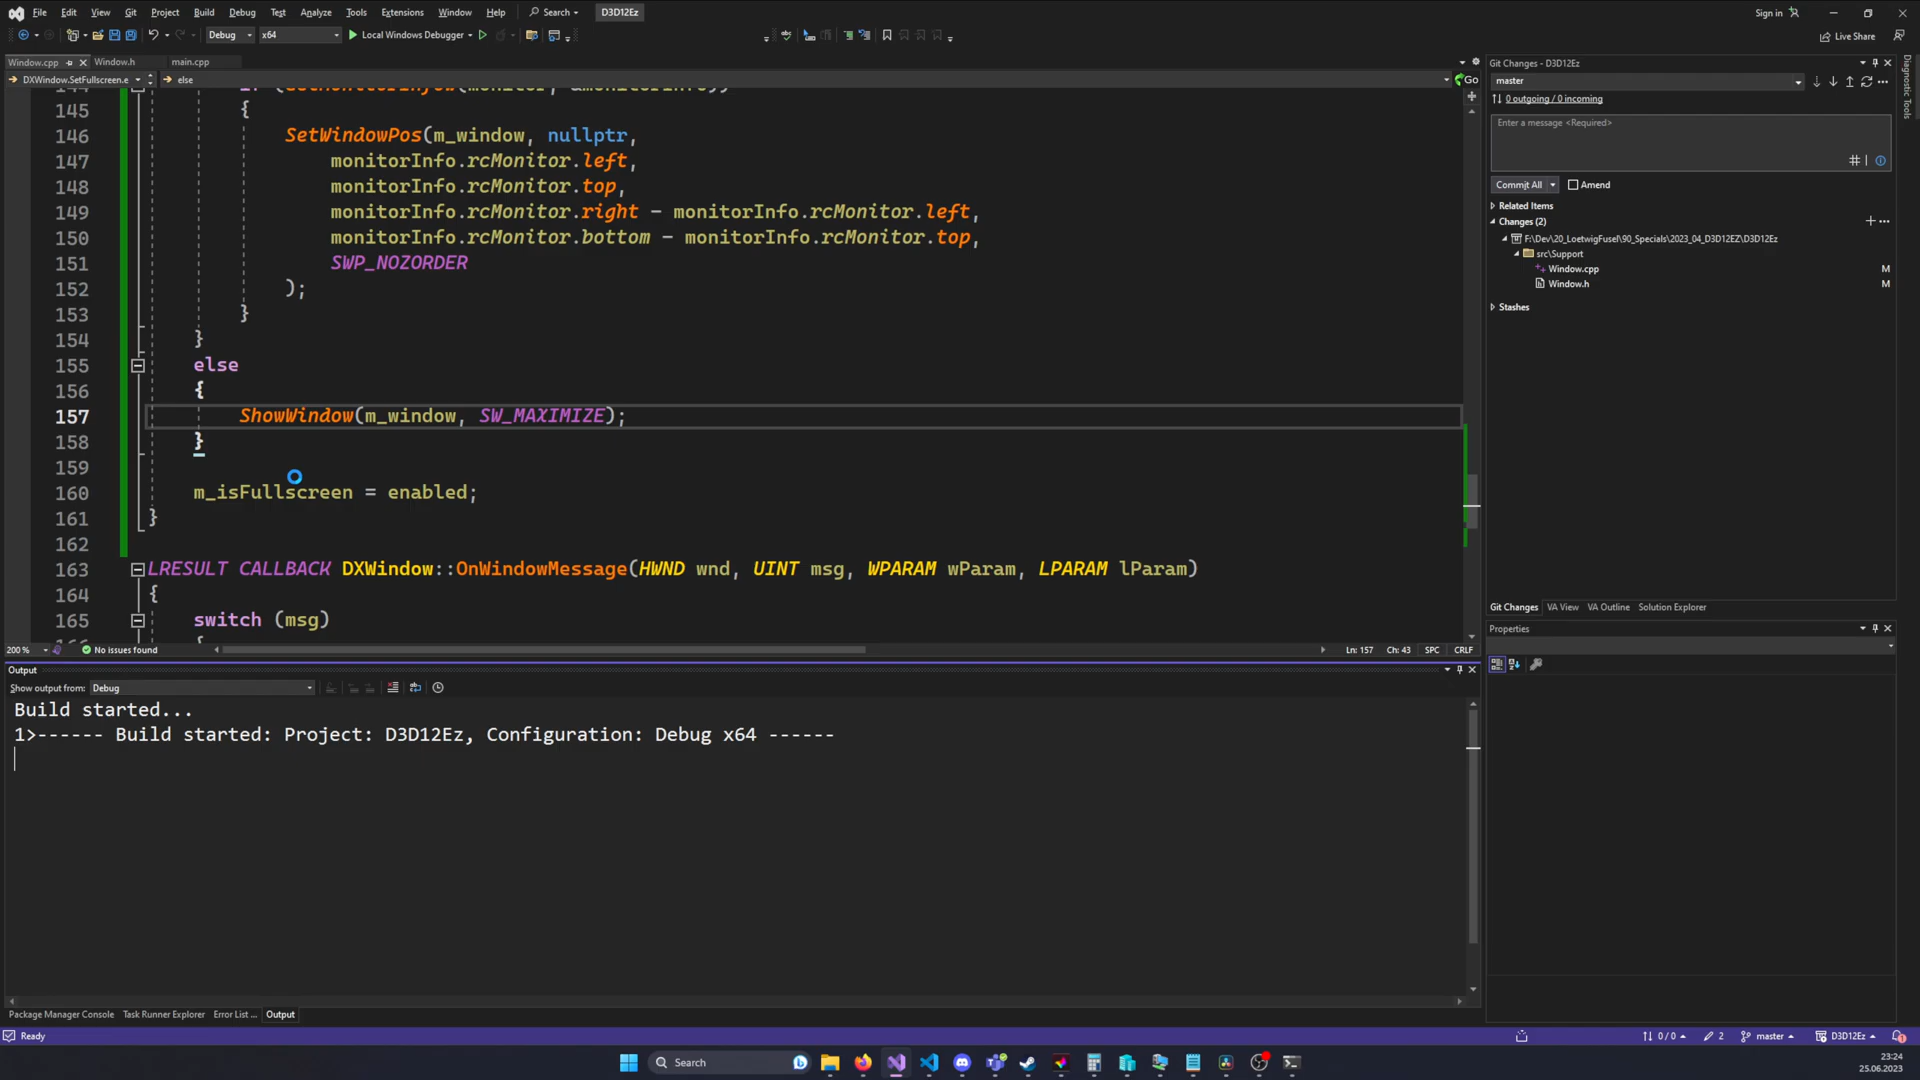 File Edit View Git Project Build Debug Test Analyze Tools Extensions Window Help Search D3D12Ez Sign in
Debug x64 Local Windows Debugger Live Share
Window.cpp Window.h main.cpp
DXWindow.SetFullscreen.e else Go
145 {
146 SetWindowPos(m_window, nullptr,
147 monitorInfo.rcMonitor.left,
148 monitorInfo.rcMonitor.top,
149 monitorInfo.rcMonitor.right - monitorInfo.rcMonitor.left,
150 monitorInfo.rcMonitor.bottom - monitorInfo.rcMonitor.top,
151 SWP_NOZORDER
152 );
153 }
154 }
155 else
156 {
157 ShowWindow(m_window, SW_MAXIMIZE);
158 }
159
160 m_isFullscreen = enabled;
161 }
162
163 LRESULT CALLBACK DXWindow::OnWindowMessage(HWND wnd, UINT msg, WPARAM wParam, LPARAM lParam)
164 {
165 switch (msg)
200 % No issues found Ln: 157 Ch: 43 SPC CRLF
Output
Show output from: Debug
Build started...
1>------ Build started: Project: D3D12Ez, Configuration: Debug x64 ------
Package Manager Console Task Runner Explorer Error List ... Output
Git Changes - D3D12Ez
master
0 outgoing / 0 incoming
Enter a message <Required>
Commit All Amend
Related Items
Changes (2)
F:\Dev\20_LoetwigFusel\90_Specials\2023_04_D3D12EZ\D3D12Ez
src\Support
Window.cpp M
Window.h M
Stashes
Git Changes VA View VA Outline Solution Explorer
Properties
Diagnostic Tools
Ready 0 / 0 2 master D3D12Ez
Search
23:24
25.06.2023